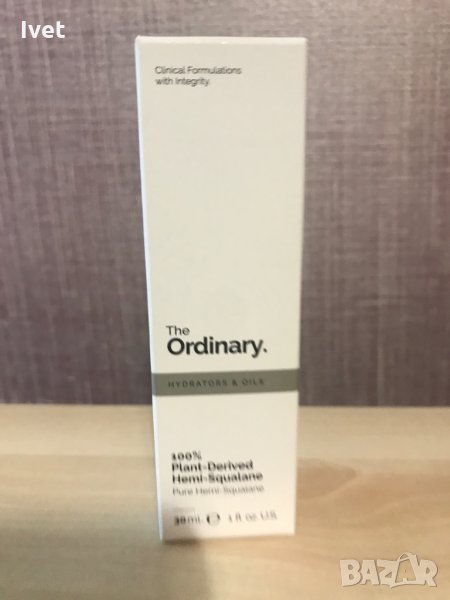 Ivet
Clinical Formulations
with Integrity.
The
Ordinary.
HYDRATORS & OILS
100%
Plant-Derived
Hemi-Squalane
Pure Hemi-Squalane
30mL ℮ 1 fl oz U.S.
BAZAR